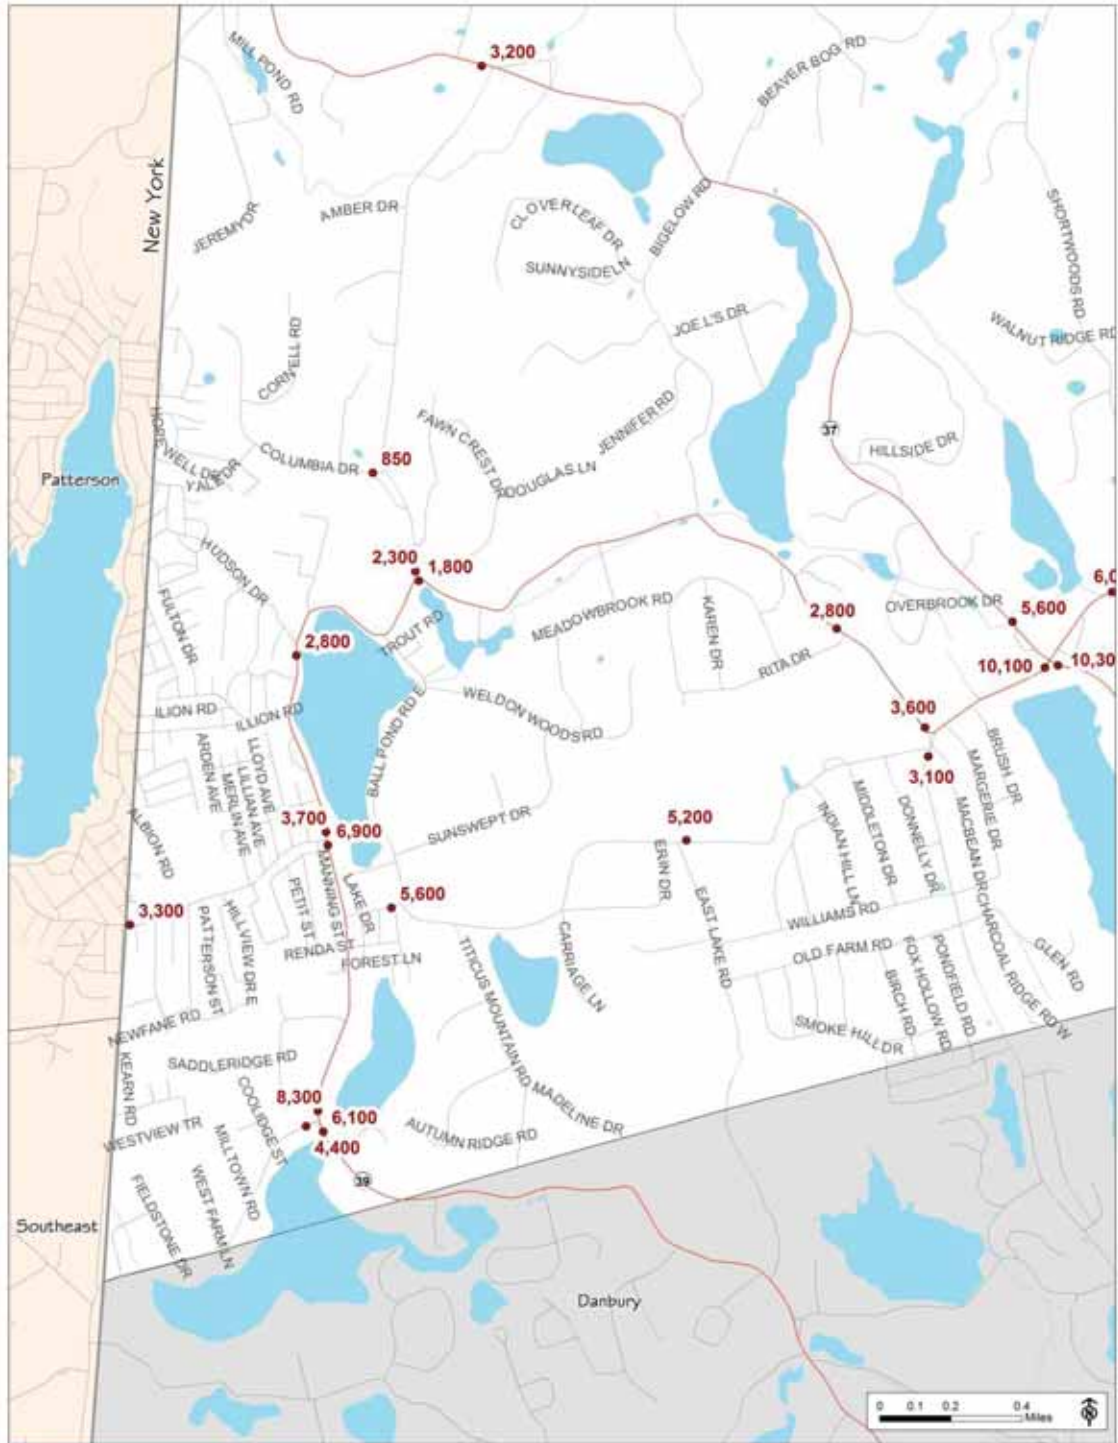 3,200
MILL POND RD
BEAVER BOG RD
New York
JEREMY DR
AMBER DR
CLOVERLEAF DR
BIGELOW RD
SUNNYSIDE LN
SHORTWOODS RD
JOEL'S DR
WALNUT RIDGE RD
CORNELL RD
HOPEWELL DR
YALE DR
COLUMBIA DR
850
FAWN CREST DR
JENNIFER RD
DOUGLAS LN
37
HILLSIDE DR
Patterson
HUDSON DR
2,300
1,800
FULTON DR
TROUT RD
MEADOWBROOK RD
KAREN DR
2,800
OVERBROOK DR
5,600
6,0
2,800
RITA DR
10,100
10,30
ILION RD
ILLION RD
BALL POND RD E
WELDON WOODS RD
3,600
3,100
BRUSH DR
MARGERIE DR
ARDEN AVE
LLOYD AVE
LILLIAN AVE
MERLIN AVE
ALBION RD
3,700
6,900
SUNSWEPT DR
5,200
INDIAN HILL LN
MIDDLETON DR
DONNELLY DR
MACBEAN DR
MANNING ST
LAKE DR
PETIT ST
5,600
ERIN DR
3,300
PATTERSON ST
HILLVIEW DR E
RENDA ST
FOREST LN
CARRIAGE LN
EAST LAKE RD
WILLIAMS RD
OLD FARM RD
FOX HOLLOW RD
PONDFIELD RD
CHARCOAL RIDGE RD W
GLEN RD
TITICUS MOUNTAIN RD
BIRCH RD
NEWFANE RD
SMOKE HILL DR
KEARN RD
SADDLERIDGE RD
COOLIDGE ST
8,300
6,100
4,400
MADELINE DR
AUTUMN RIDGE RD
WESTVIEW TR
MILLTOWN RD
WEST FARM LN
FIELDSTONE DR
39
Southeast
Danbury
0 0.1 0.2 0.4
Miles
N